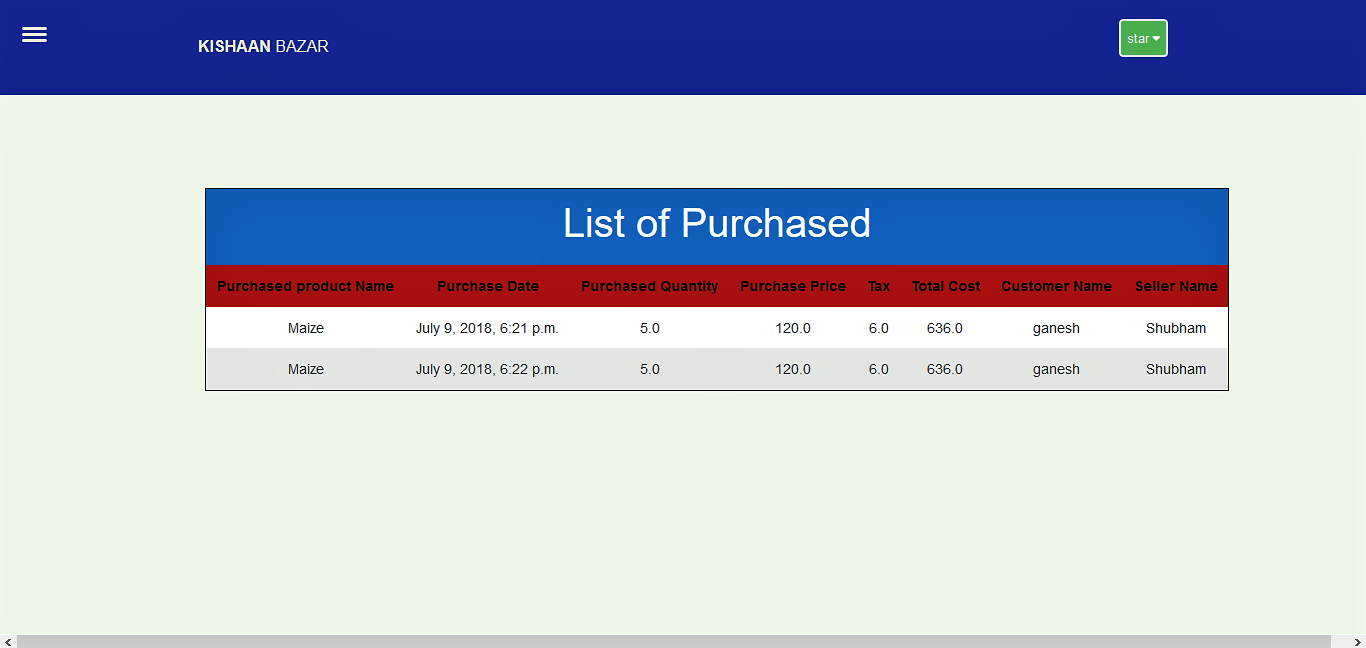 KISHAAN BAZAR
star
List of Purchased
Purchased product Name Purchase Date Purchased Quantity Purchase Price Tax Total Cost Customer Name Seller Name
Maize July 9, 2018, 6:21 p.m. 5.0 120.0 6.0 636.0 ganesh Shubham
Maize July 9, 2018, 6:22 p.m. 5.0 120.0 6.0 636.0 ganesh Shubham